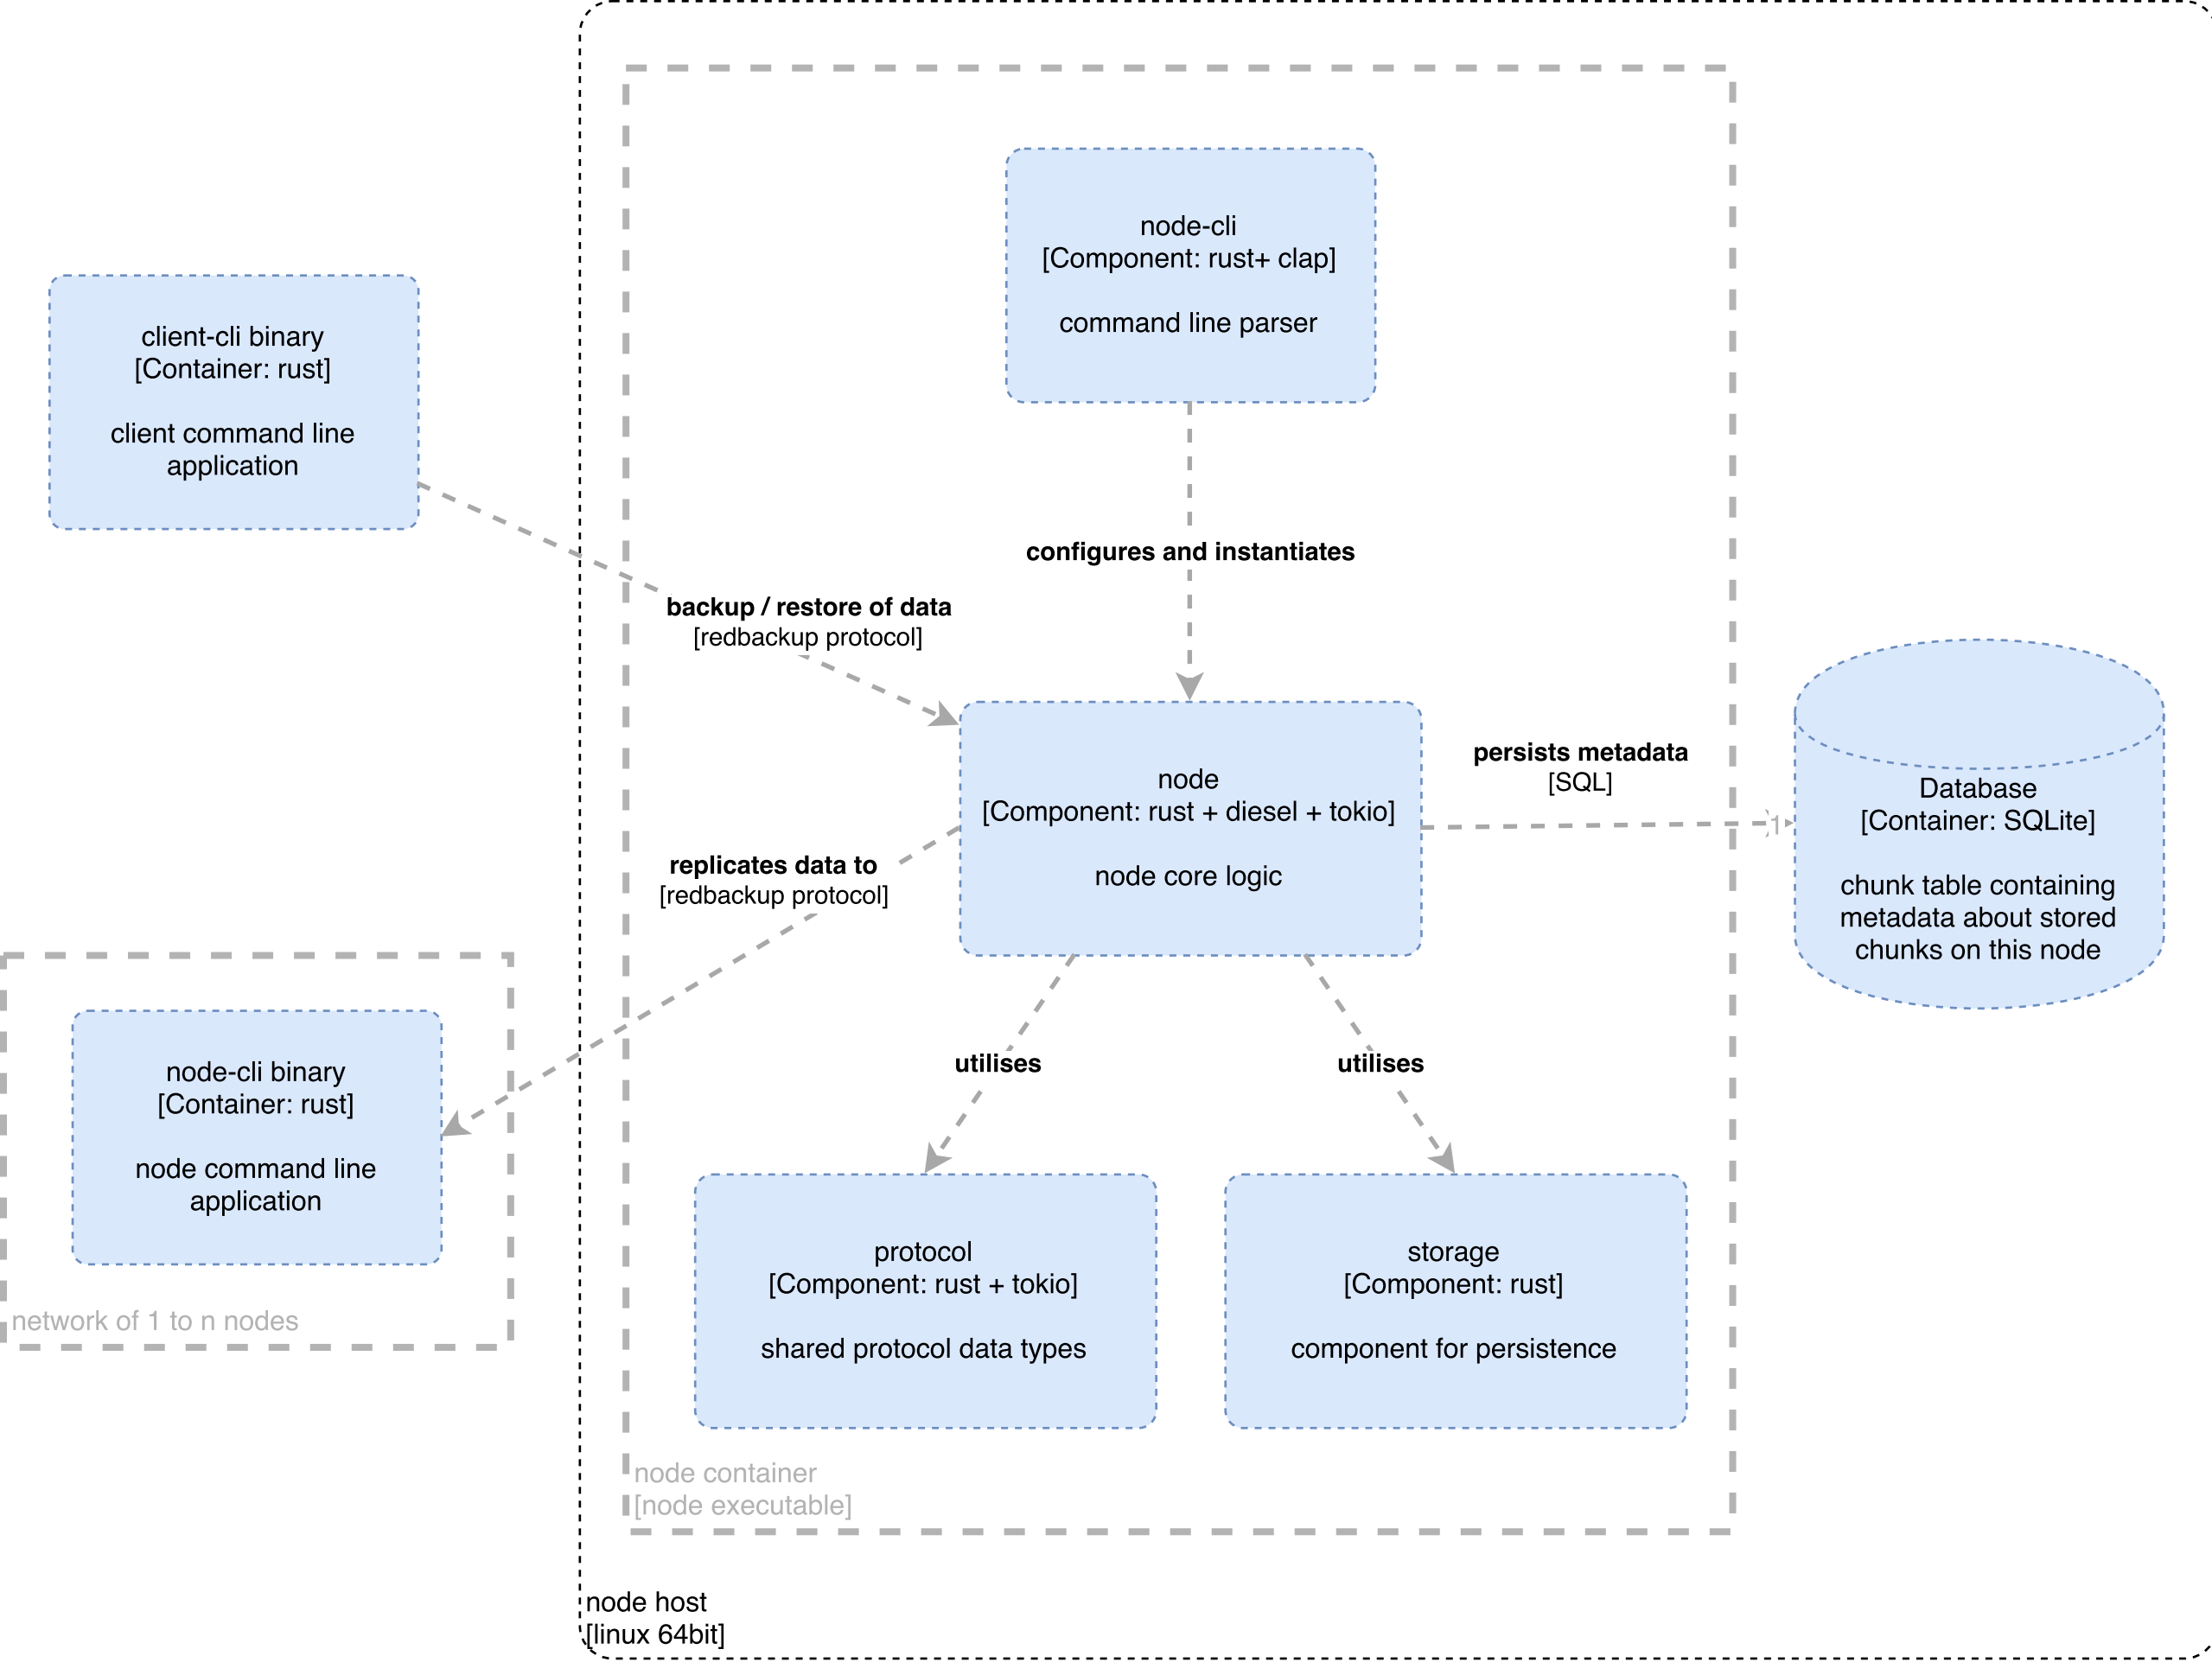 node-cli
[Component: rust+ clap]
command line parser
client-cli binary
[Container: rust]
client command line
application
configures and instantiates
backup / restore of data
[redbackup protocol]
node
[Component: rust + diesel + tokio]
node core logic
persists metadata
[SQL]
1
Database
[Container: SQLite]
chunk table containing
metadata about stored
chunks on this node
replicates data to
[redbackup protocol]
node-cli binary
[Container: rust]
node command line
application
network of 1 to n nodes
utilises
utilises
protocol
[Component: rust + tokio]
shared protocol data types
storage
[Component: rust]
component for persistence
node container
[node executable]
node host
[linux 64bit]